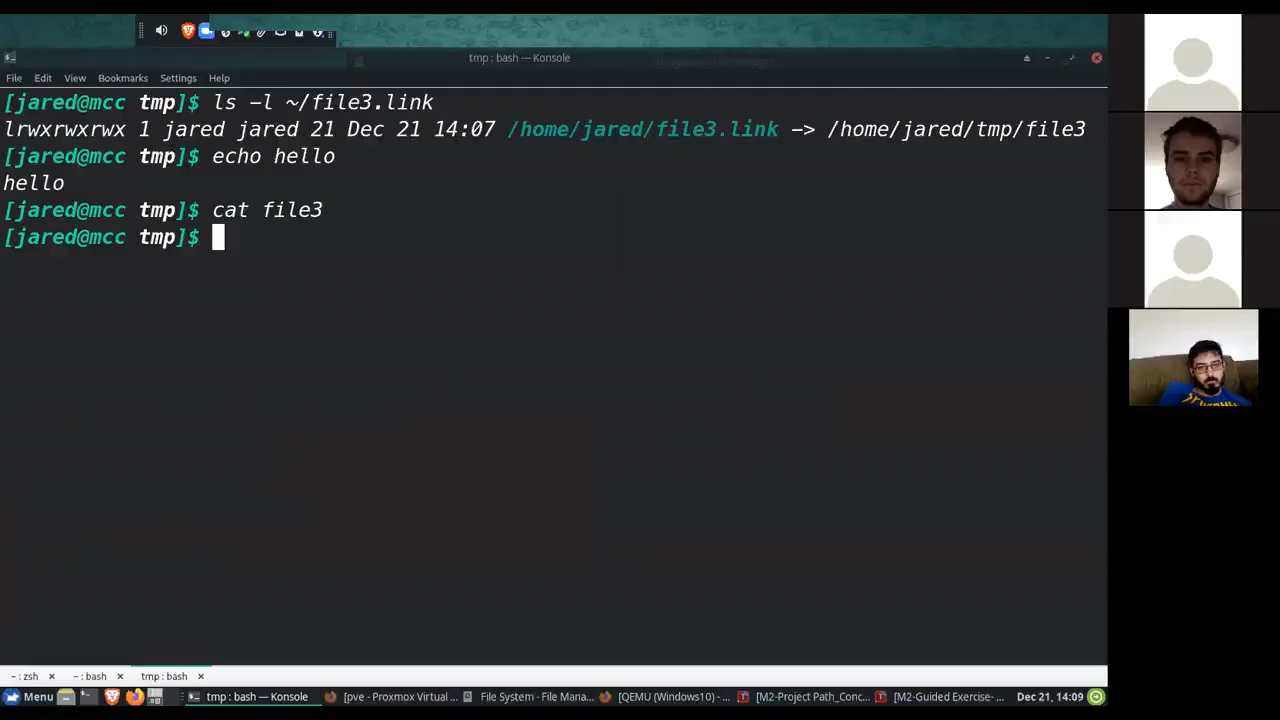 tmp : bash — Konsole
File Edit View Bookmarks Settings Help
[jared@mcc tmp]$ ls -l ~/file3.link
lrwxrwxrwx 1 jared jared 21 Dec 21 14:07 /home/jared/file3.link -> /home/jared/tmp/file3
[jared@mcc tmp]$ echo hello
hello
[jared@mcc tmp]$ cat file3
[jared@mcc tmp]$
~ : zsh × ~ : bash × tmp : bash ×
Menu tmp : bash — Konsole [pve - Proxmox Virtual ... File System - File Mana... [QEMU (Windows10) - ... [M2-Project Path_Conc... [M2-Guided Exercise- ... Dec 21, 14:09